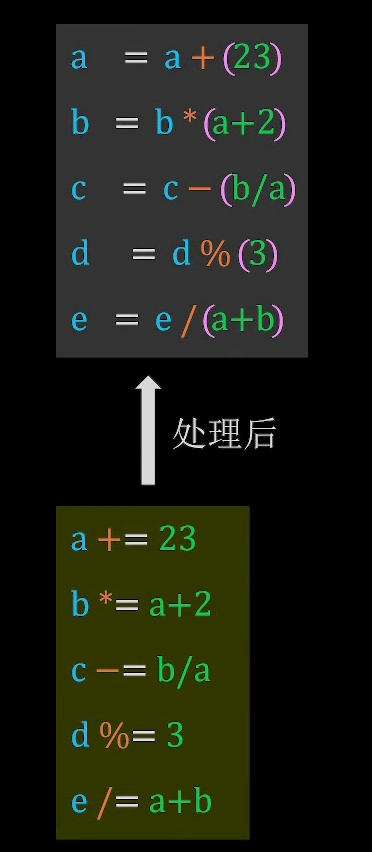 a = a + (23)
b = b * (a+2)
c = c − (b/a)
d = d % (3)
e = e / (a+b)
处理后
a += 23
b *= a+2
c −= b/a
d %= 3
e /= a+b